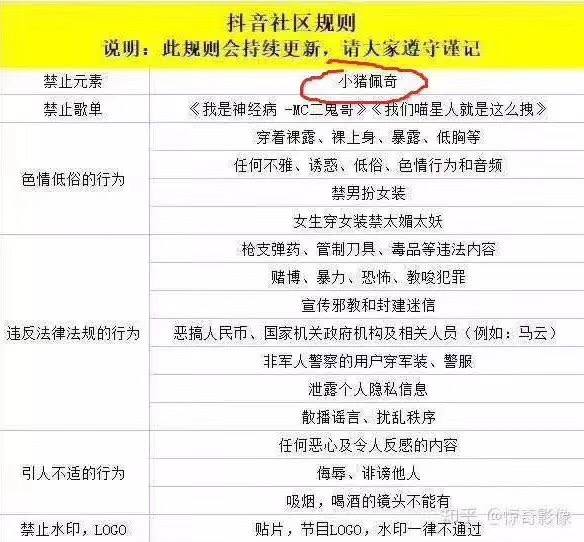 抖音社区规则
说明：此规则会持续更新，请大家遵守谨记
禁止元素 小猪佩奇
禁止歌单 《我是神经病 -MC二鬼哥》《我们喵星人就是这么拽》
色情低俗的行为
穿着裸露、裸上身、暴露、低胸等
任何不雅、诱惑、低俗、色情行为和音频
禁男扮女装
女生穿女装禁太媚太妖
违反法律法规的行为
枪支弹药、管制刀具、毒品等违法内容
赌博、暴力、恐怖、教唆犯罪
宣传邪教和封建迷信
恶搞人民币、国家机关政府机构及相关人员（例如：马云）
非军人警察的用户穿军装、警服
泄露个人隐私信息
散播谣言、扰乱秩序
引人不适的行为
任何恶心及令人反感的内容
侮辱、诽谤他人
吸烟，喝酒的镜头不能有
禁止水印，LOGO 贴片，节目LOGO，水印一律不通过
知乎 @惊奇影像